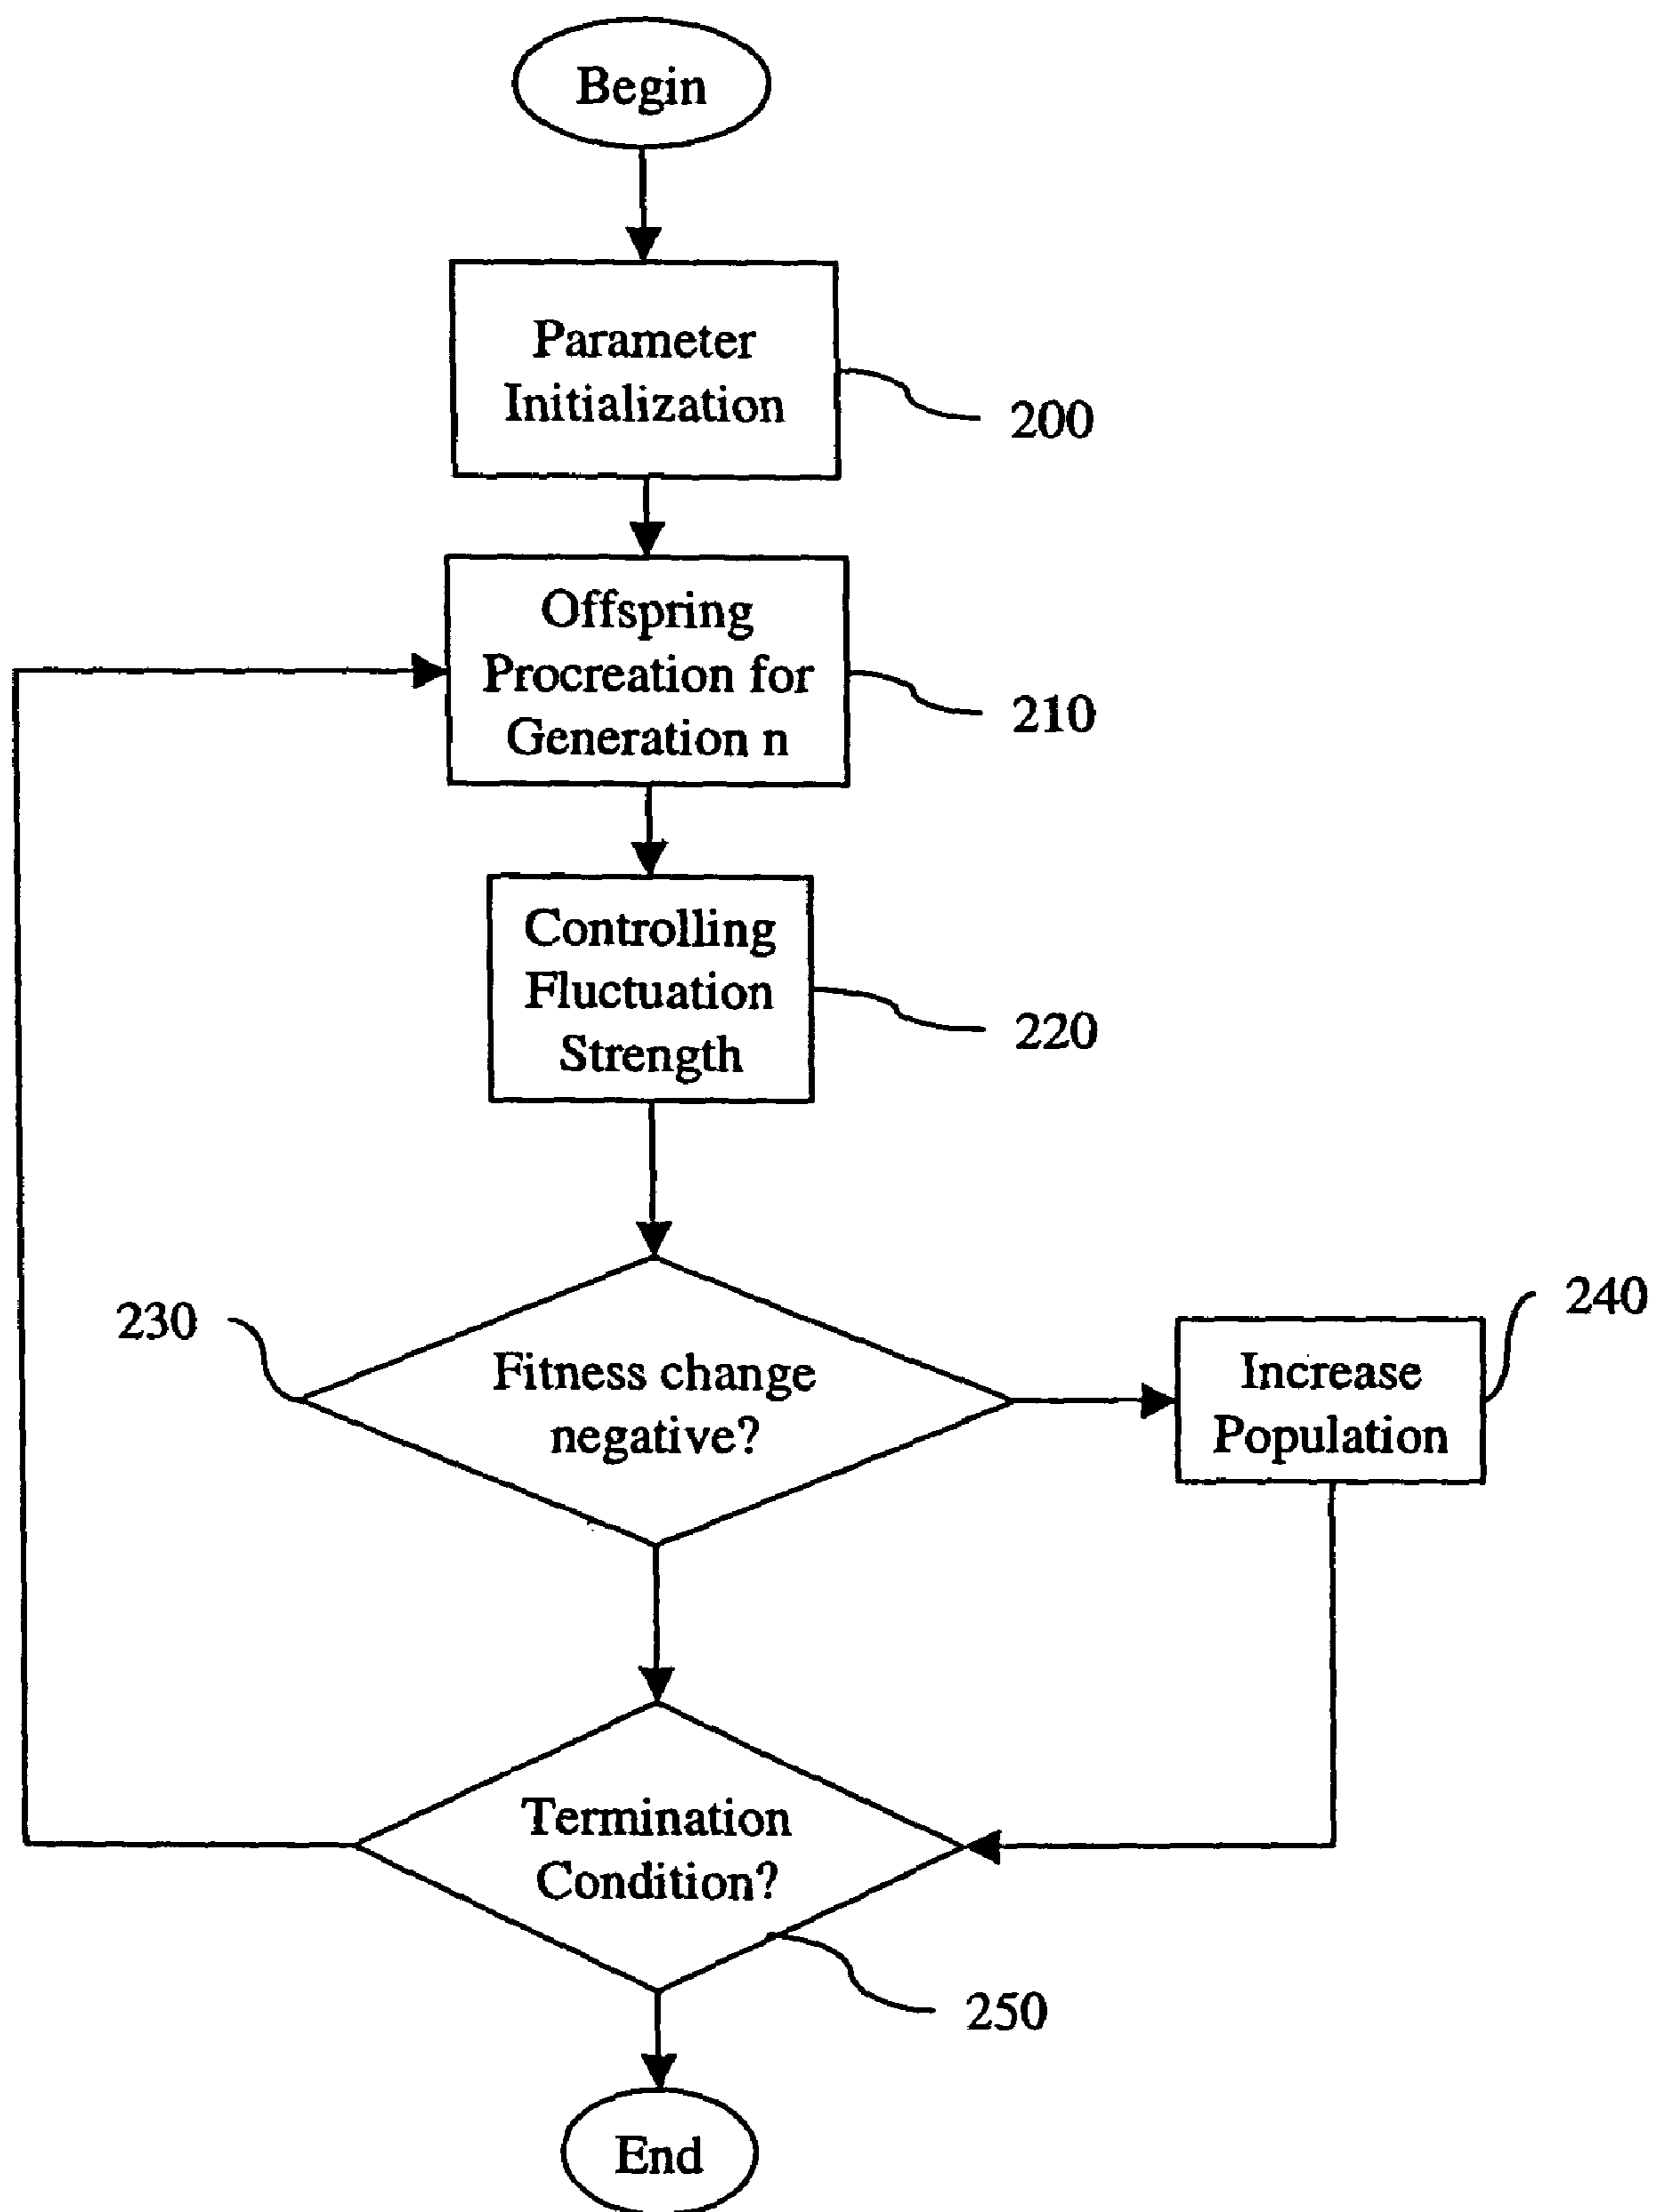 Begin
Parameter
Initialization
200
Offspring
Procreation for
Generation n
210
Controlling
Fluctuation
Strength
220
230
Fitness change
negative?
240
Increase
Population
Termination
Condition?
250
End